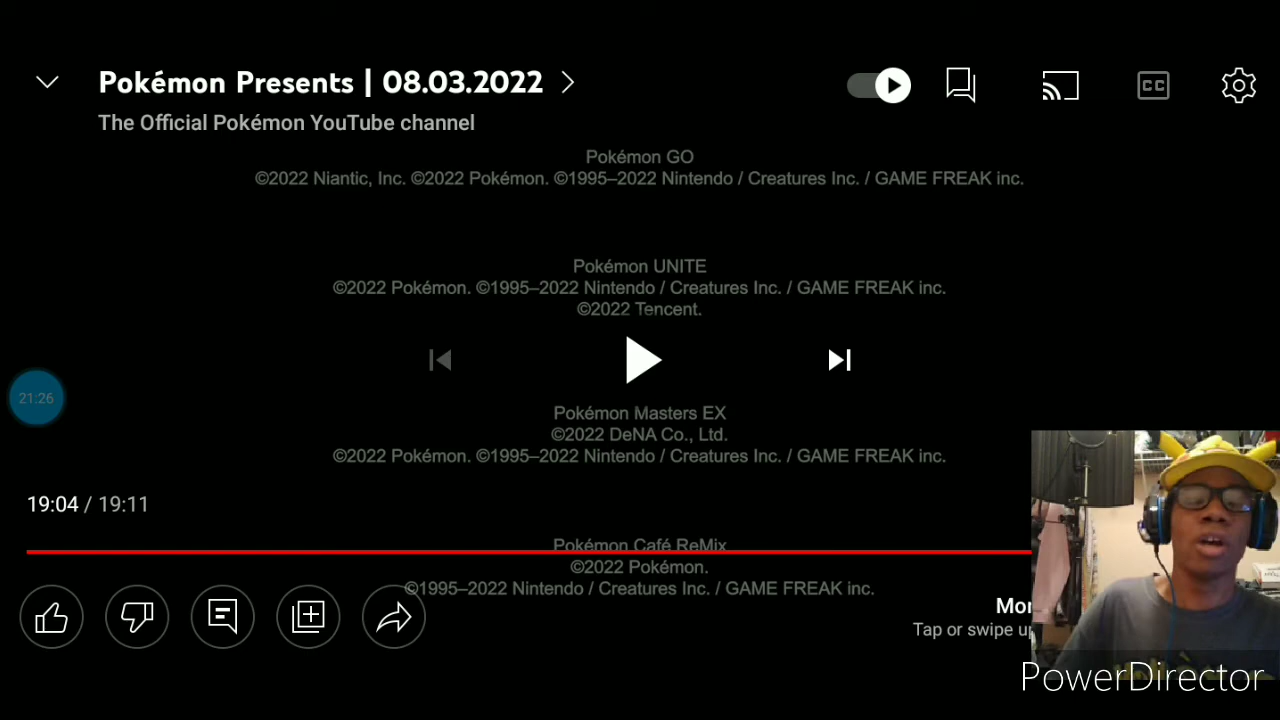 Pokémon Presents | 08.03.2022
The Official Pokémon YouTube channel
CC
Pokémon GO
©2022 Niantic, Inc. ©2022 Pokémon. ©1995–2022 Nintendo / Creatures Inc. / GAME FREAK inc.
Pokémon UNITE
©2022 Pokémon. ©1995–2022 Nintendo / Creatures Inc. / GAME FREAK inc.
©2022 Tencent.
21:26
Pokémon Masters EX
©2022 DeNA Co., Ltd.
©2022 Pokémon. ©1995–2022 Nintendo / Creatures Inc. / GAME FREAK inc.
19:04 / 19:11
Pokémon Café ReMix
©2022 Pokémon.
©1995–2022 Nintendo / Creatures Inc. / GAME FREAK inc.
Tap or swipe
PowerDirector